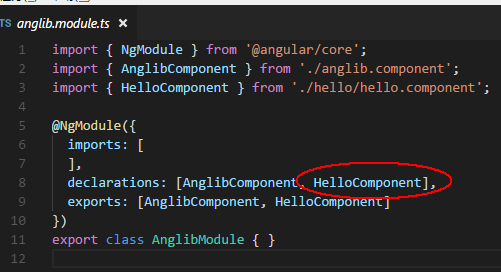 TS anglib.module.ts
1 import { NgModule } from '@angular/core';
2 import { AnglibComponent } from './anglib.component';
3 import { HelloComponent } from './hello/hello.component';
4
5 @NgModule({
6 imports: [
7 ],
8 declarations: [AnglibComponent, HelloComponent],
9 exports: [AnglibComponent, HelloComponent]
10 })
11 export class AnglibModule { }
12